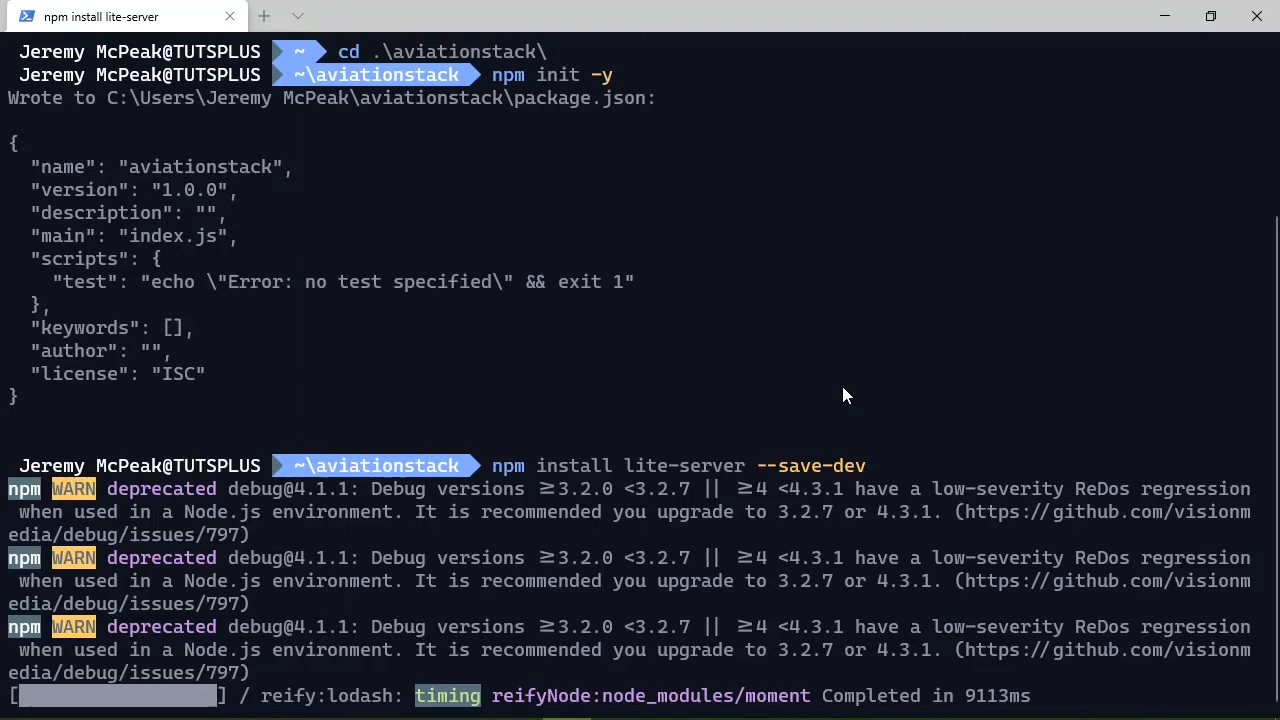 npm install lite-server
Jeremy McPeak@TUTSPLUS ~ cd .\aviationstack\
Jeremy McPeak@TUTSPLUS ~\aviationstack npm init -y
Wrote to C:\Users\Jeremy McPeak\aviationstack\package.json:
{
"name": "aviationstack",
"version": "1.0.0",
"description": "",
"main": "index.js",
"scripts": {
"test": "echo \"Error: no test specified\" && exit 1"
},
"keywords": [],
"author": "",
"license": "ISC"
}
Jeremy McPeak@TUTSPLUS ~\aviationstack npm install lite-server --save-dev
npm WARN deprecated debug@4.1.1: Debug versions ≥3.2.0 <3.2.7 || ≥4 <4.3.1 have a low-severity ReDos regression
when used in a Node.js environment. It is recommended you upgrade to 3.2.7 or 4.3.1. (https://github.com/visionm
edia/debug/issues/797)
npm WARN deprecated debug@4.1.1: Debug versions ≥3.2.0 <3.2.7 || ≥4 <4.3.1 have a low-severity ReDos regression
when used in a Node.js environment. It is recommended you upgrade to 3.2.7 or 4.3.1. (https://github.com/visionm
edia/debug/issues/797)
npm WARN deprecated debug@4.1.1: Debug versions ≥3.2.0 <3.2.7 || ≥4 <4.3.1 have a low-severity ReDos regression
when used in a Node.js environment. It is recommended you upgrade to 3.2.7 or 4.3.1. (https://github.com/visionm
edia/debug/issues/797)
[                  ] / reify:lodash: timing reifyNode:node_modules/moment Completed in 9113ms